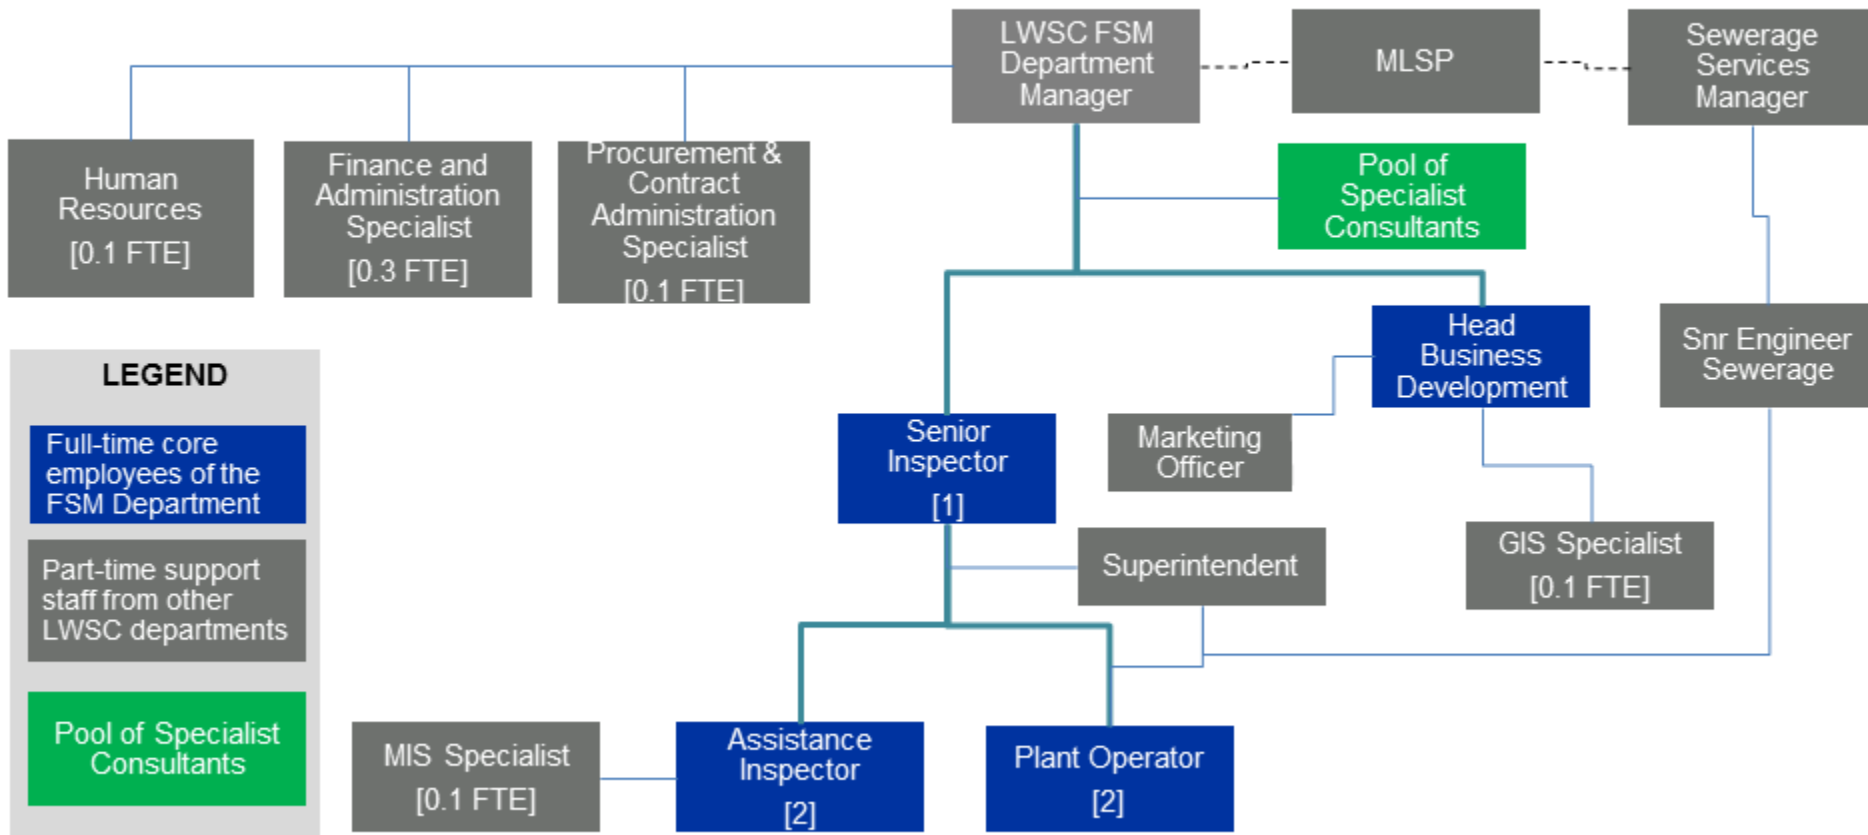 LWSC FSM
Department
Manager
MLSP
Sewerage
Services
Manager
Human
Resources
[0.1 FTE]
Finance and
Administration
Specialist
[0.3 FTE]
Procurement &
Contract
Administration
Specialist
[0.1 FTE]
Pool of
Specialist
Consultants
Head
Business
Development
Snr Engineer
Sewerage
LEGEND
Full-time core
employees of the
FSM Department
Part-time support
staff from other
LWSC departments
Pool of Specialist
Consultants
Senior
Inspector
[1]
Marketing
Officer
Superintendent
GIS Specialist
[0.1 FTE]
MIS Specialist
[0.1 FTE]
Assistance
Inspector
[2]
Plant Operator
[2]